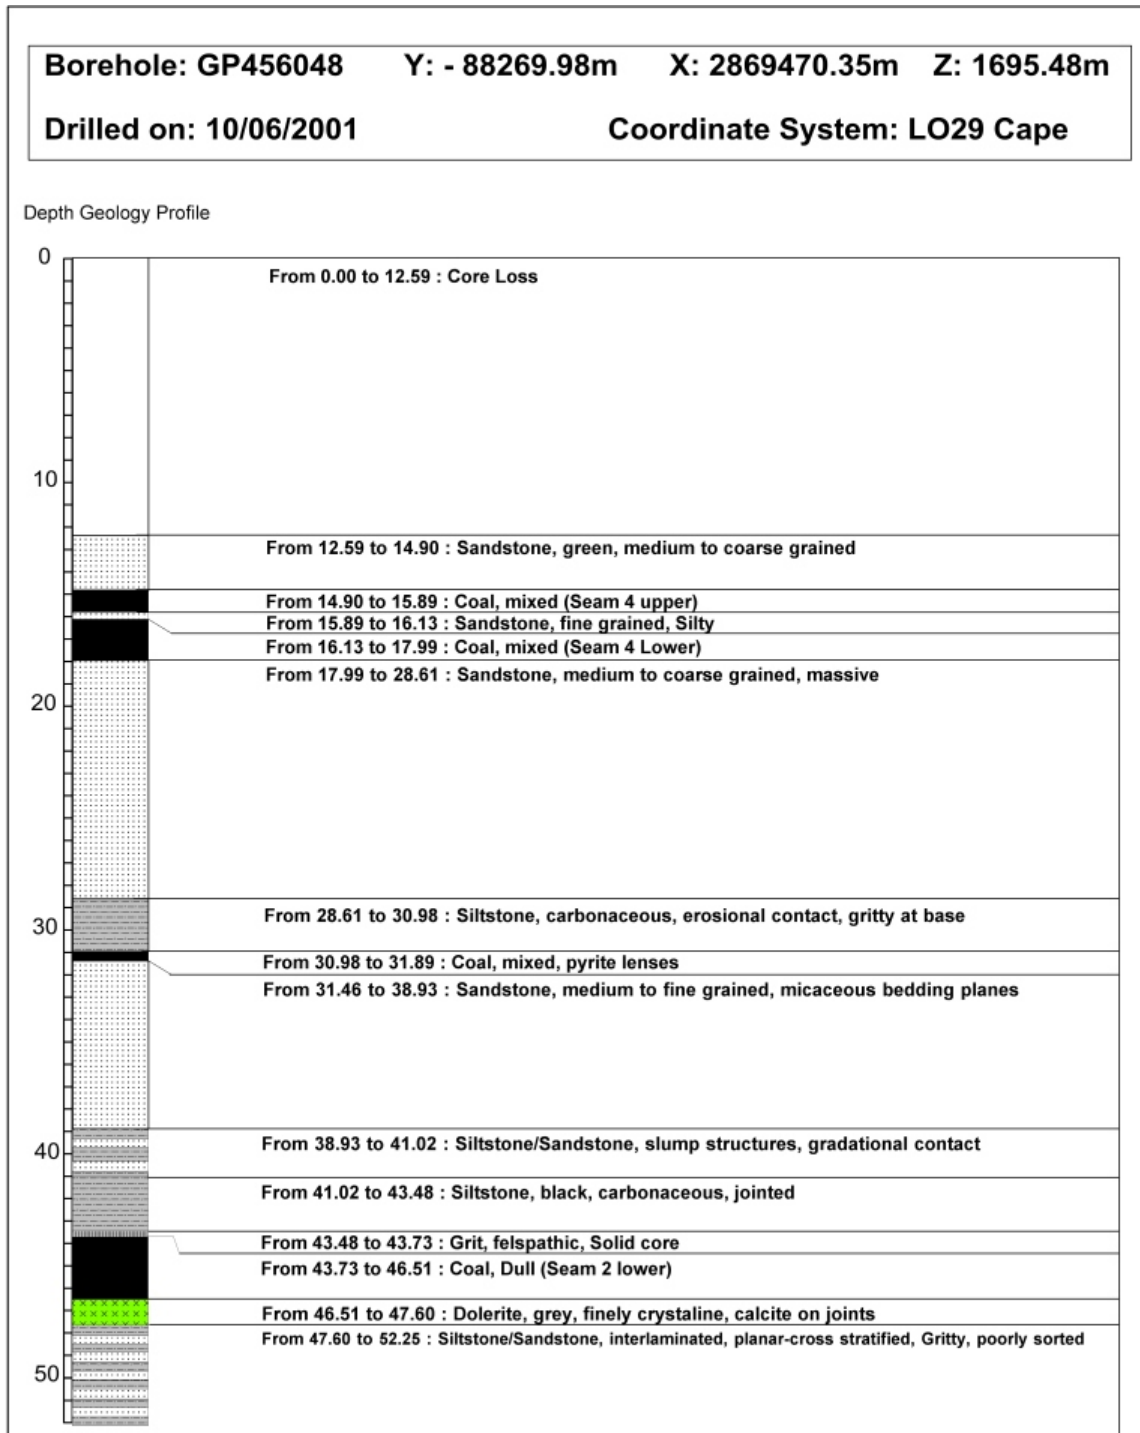 Borehole: GP456048 Y: - 88269.98m X: 2869470.35m Z: 1695.48m
Drilled on: 10/06/2001 Coordinate System: LO29 Cape
Depth Geology Profile
0
From 0.00 to 12.59 : Core Loss
10
From 12.59 to 14.90 : Sandstone, green, medium to coarse grained
From 14.90 to 15.89 : Coal, mixed (Seam 4 upper)
From 15.89 to 16.13 : Sandstone, fine grained, Silty
From 16.13 to 17.99 : Coal, mixed (Seam 4 Lower)
From 17.99 to 28.61 : Sandstone, medium to coarse grained, massive
20
From 28.61 to 30.98 : Siltstone, carbonaceous, erosional contact, gritty at base
30
From 30.98 to 31.89 : Coal, mixed, pyrite lenses
From 31.46 to 38.93 : Sandstone, medium to fine grained, micaceous bedding planes
From 38.93 to 41.02 : Siltstone/Sandstone, slump structures, gradational contact
40
From 41.02 to 43.48 : Siltstone, black, carbonaceous, jointed
From 43.48 to 43.73 : Grit, felspathic, Solid core
From 43.73 to 46.51 : Coal, Dull (Seam 2 lower)
From 46.51 to 47.60 : Dolerite, grey, finely crystaline, calcite on joints
From 47.60 to 52.25 : Siltstone/Sandstone, interlaminated, planar-cross stratified, Gritty, poorly sorted
50